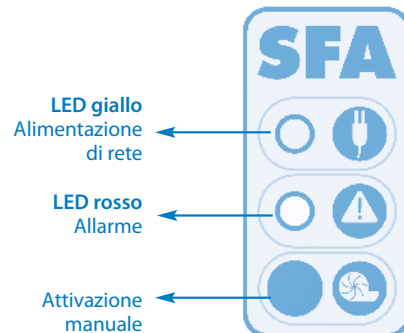 SFA
LED giallo
Alimentazione
di rete
LED rosso
Allarme
Attivazione
manuale